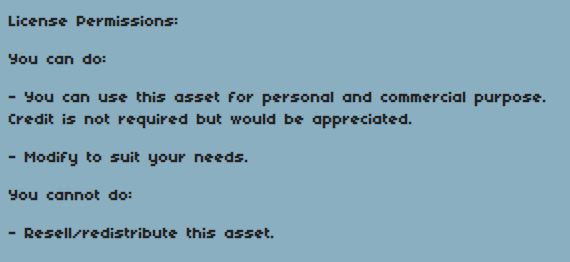 License Permissions:
You can do:
- You can use this asset for personal and commercial purpose.
Credit is not required but would be appreciated.
- Modify to suit your needs.
You cannot do:
- Resell/redistribute this asset.